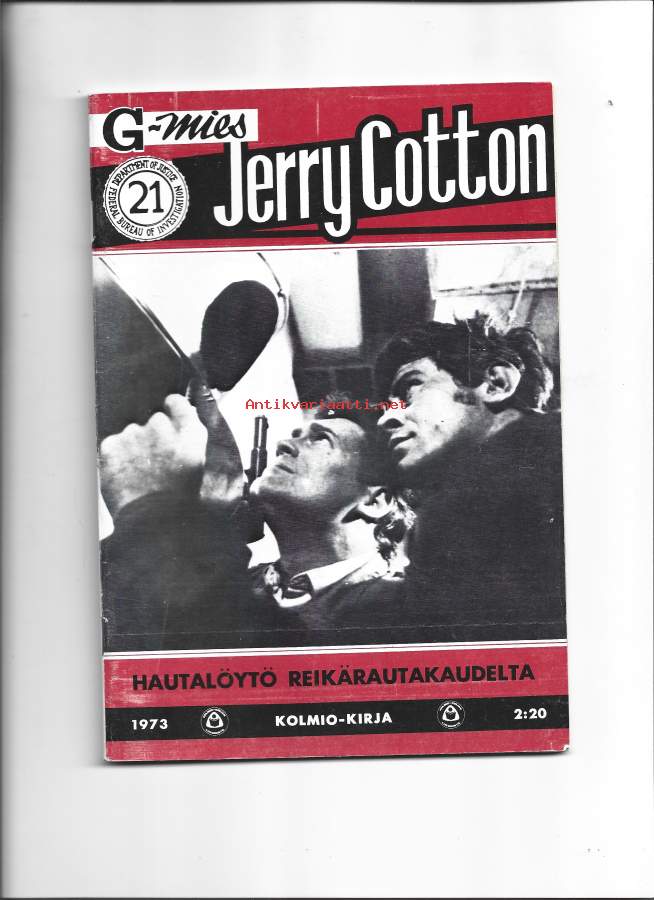 G-mies
Jerry Cotton
DEPARTMENT OF JUSTICE
21
FEDERAL BUREAU OF INVESTIGATION
Antikvariaatti.net
HAUTALÖYTÖ REIKÄRAUTAKAUDELTA
1973 KOLMIO-KIRJA 2:20